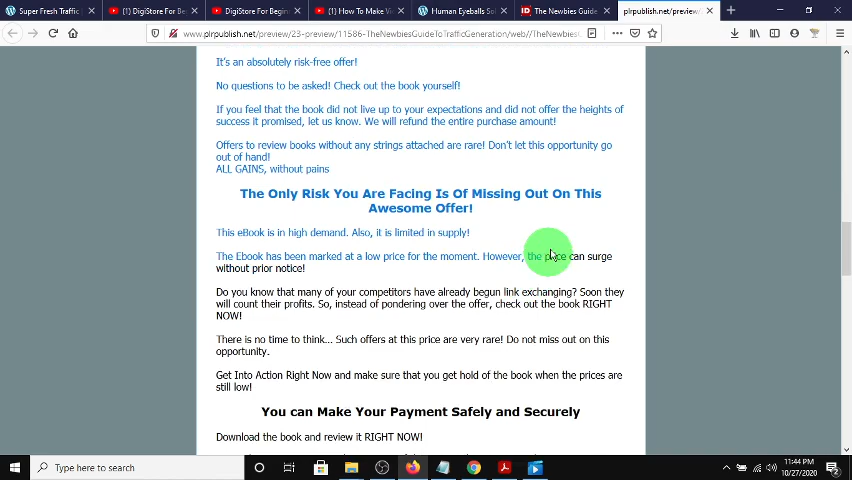 Super Fresh Traffic
(1) DigiStore For Be
DigiStore For Begin
(1) How To Make Vi
Human Eyeballs Sol
The Newbies Guide
plrpublish.net/preview/
www.plrpublish.net/preview/23-preview/11586-TheNewbiesGuideToTrafficGeneration/web//TheNewbies
It's an absolutely risk-free offer!
No questions to be asked! Check out the book yourself!
If you feel that the book did not live up to your expectations and did not offer the heights of
success it promised, let us know. We will refund the entire purchase amount!
Offers to review books without any strings attached are rare! Don't let this opportunity go
out of hand!
ALL GAINS, without pains
The Only Risk You Are Facing Is Of Missing Out On This
Awesome Offer!
This eBook is in high demand. Also, it is limited in supply!
The Ebook has been marked at a low price for the moment. However, the price can surge
without prior notice!
Do you know that many of your competitors have already begun link exchanging? Soon they
will count their profits. So, instead of pondering over the offer, check out the book RIGHT
NOW!
There is no time to think... Such offers at this price are very rare! Do not miss out on this
opportunity.
Get Into Action Right Now and make sure that you get hold of the book when the prices are
still low!
You can Make Your Payment Safely and Securely
Download the book and review it RIGHT NOW!
Type here to search
11:44 PM
10/27/2020